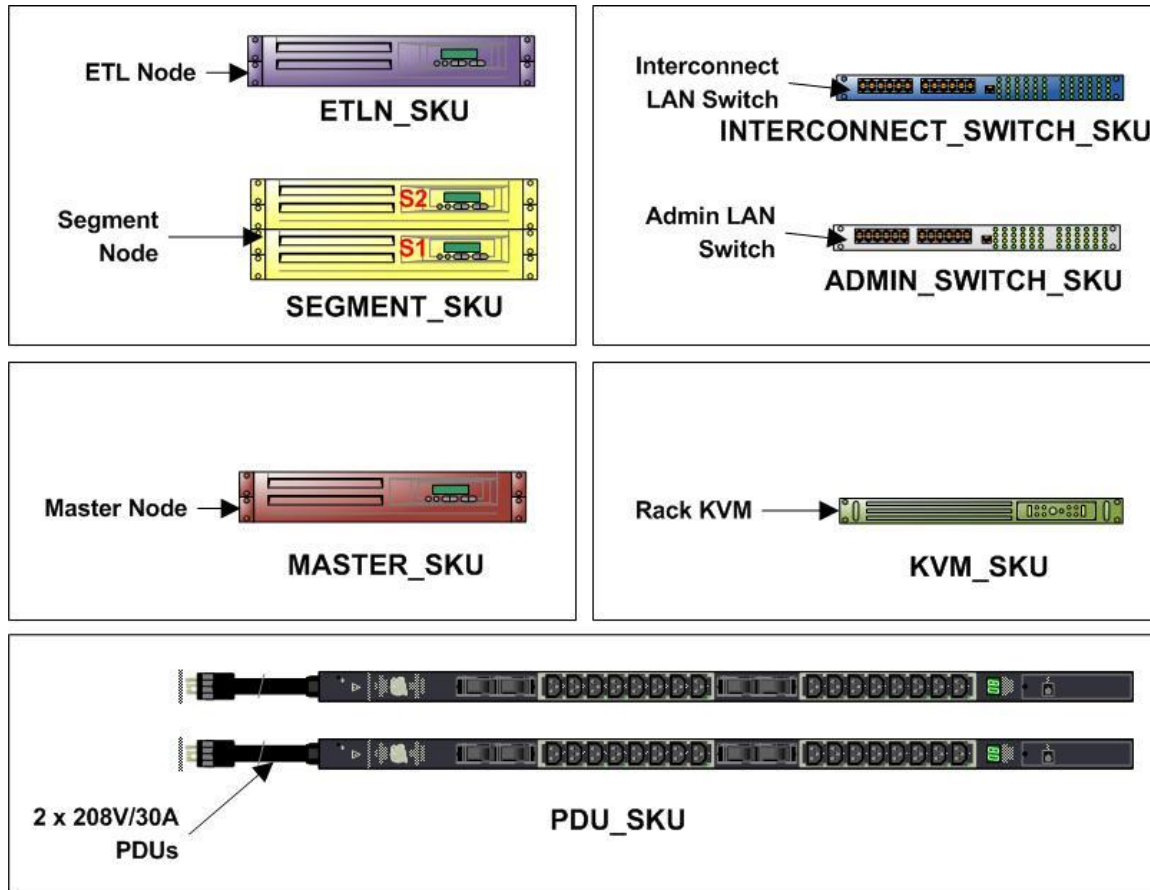 ETL Node
ETLN_SKU
Segment
Node
S2
S1
SEGMENT_SKU
Interconnect
LAN Switch
INTERCONNECT_SWITCH_SKU
Admin LAN
Switch
ADMIN_SWITCH_SKU
Master Node
MASTER_SKU
Rack KVM
KVM_SKU
2 x 208V/30A
PDUs
PDU_SKU